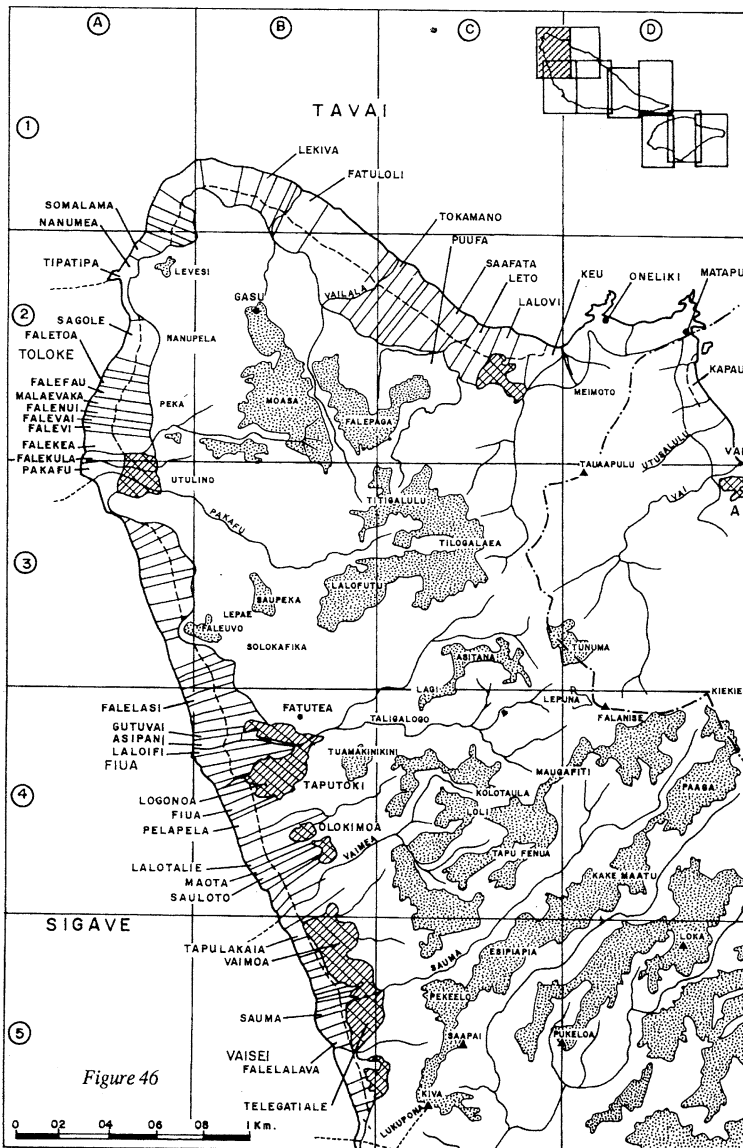 A
B
C
D
1
TAVAI
LEKIVA
FATULOLI
SOMALAMA
NANUMEA
TOKAMANO
PUUFA
TIPATIPA
LEVESI
SAAFATA
LETO
KEU
ONELIKI
MATAPU
VAILALA
LALOVI
GASU
2
SAGOLE
NANUPELA
FALETOA
TOLOKE
KAPAU
FALEFAU
MALAEVAKA
FALENUI
FALEVAI
FALEVI
PEKA
MOASA
FALEPAGA
MEIMOTO
FALEKEA
FALEKULA
PAKAFU
UTULINO
UTUSALULU
TAUAAPULU
VAI
A
VAI
TITIGALULU
PAKAFU
TILOGALAEA
3
LALOFUTU
SAUPEKA
LEPAE
FALEUVO
SOLOKAFIKA
ASITANA
TUNUMA
LAGI
LEPUNA
KIEKIE
FALELASI
FATUTEA
TALIGALOGO
FALANISE
GUTUVAI
ASIPANI
LALOIFI
FIUA
TUAMAKINIKINI
MAUGAFITI
4
TAPUTOKI
KOLOTAULA
PAAGA
LOGONOA
FIUA
PELAPELA
LOLI
OLOKIMOA
VAIMEA
TAPU FENUA
LALOTALIE
MAOTA
SAULOTO
KAKE MAATU
SIGAVE
TAPULAKAIA
VAIMOA
SAUMA
ESIPIAPIA
LOKA
PEKEELO
SAUMA
5
SAAPAI
PUKELOA
VAISEI
FALELALAVA
Figure 46
TELEGATIALE
KIVA
LUKUPONA
0 02 04 06 08 1 Km.